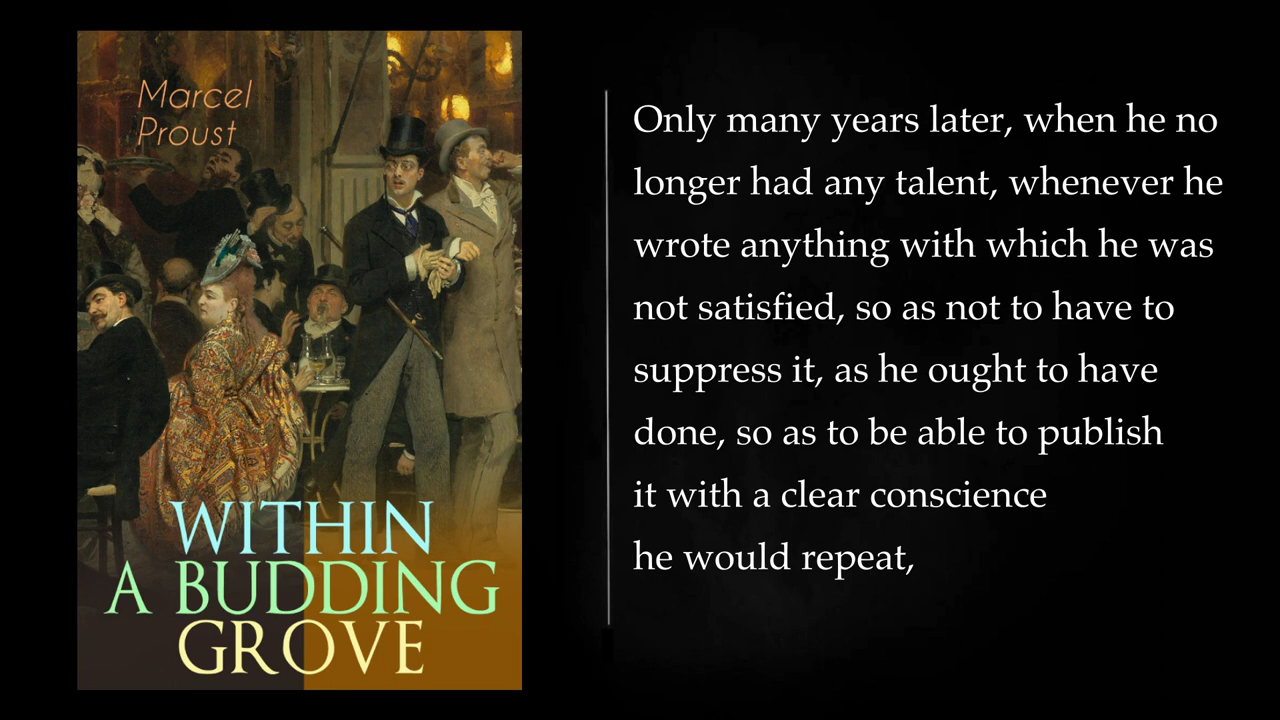 Marcel
Proust
WITHIN
A BUDDING
GROVE
Only many years later, when he no
longer had any talent, whenever he
wrote anything with which he was
not satisfied, so as not to have to
suppress it, as he ought to have
done, so as to be able to publish
it with a clear conscience
he would repeat,